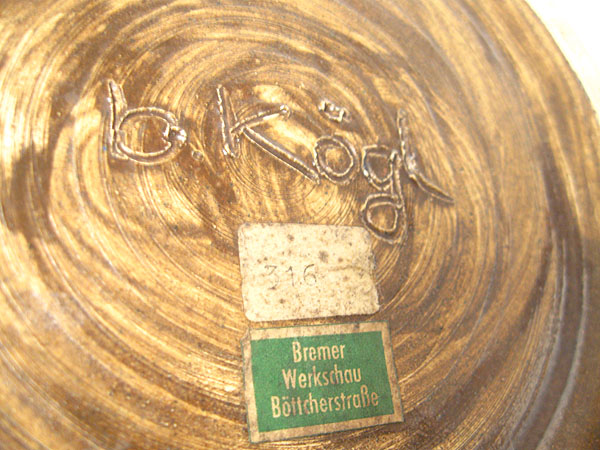 b. Kögl
316
Bremer
Werkschau
Böttcherstraße